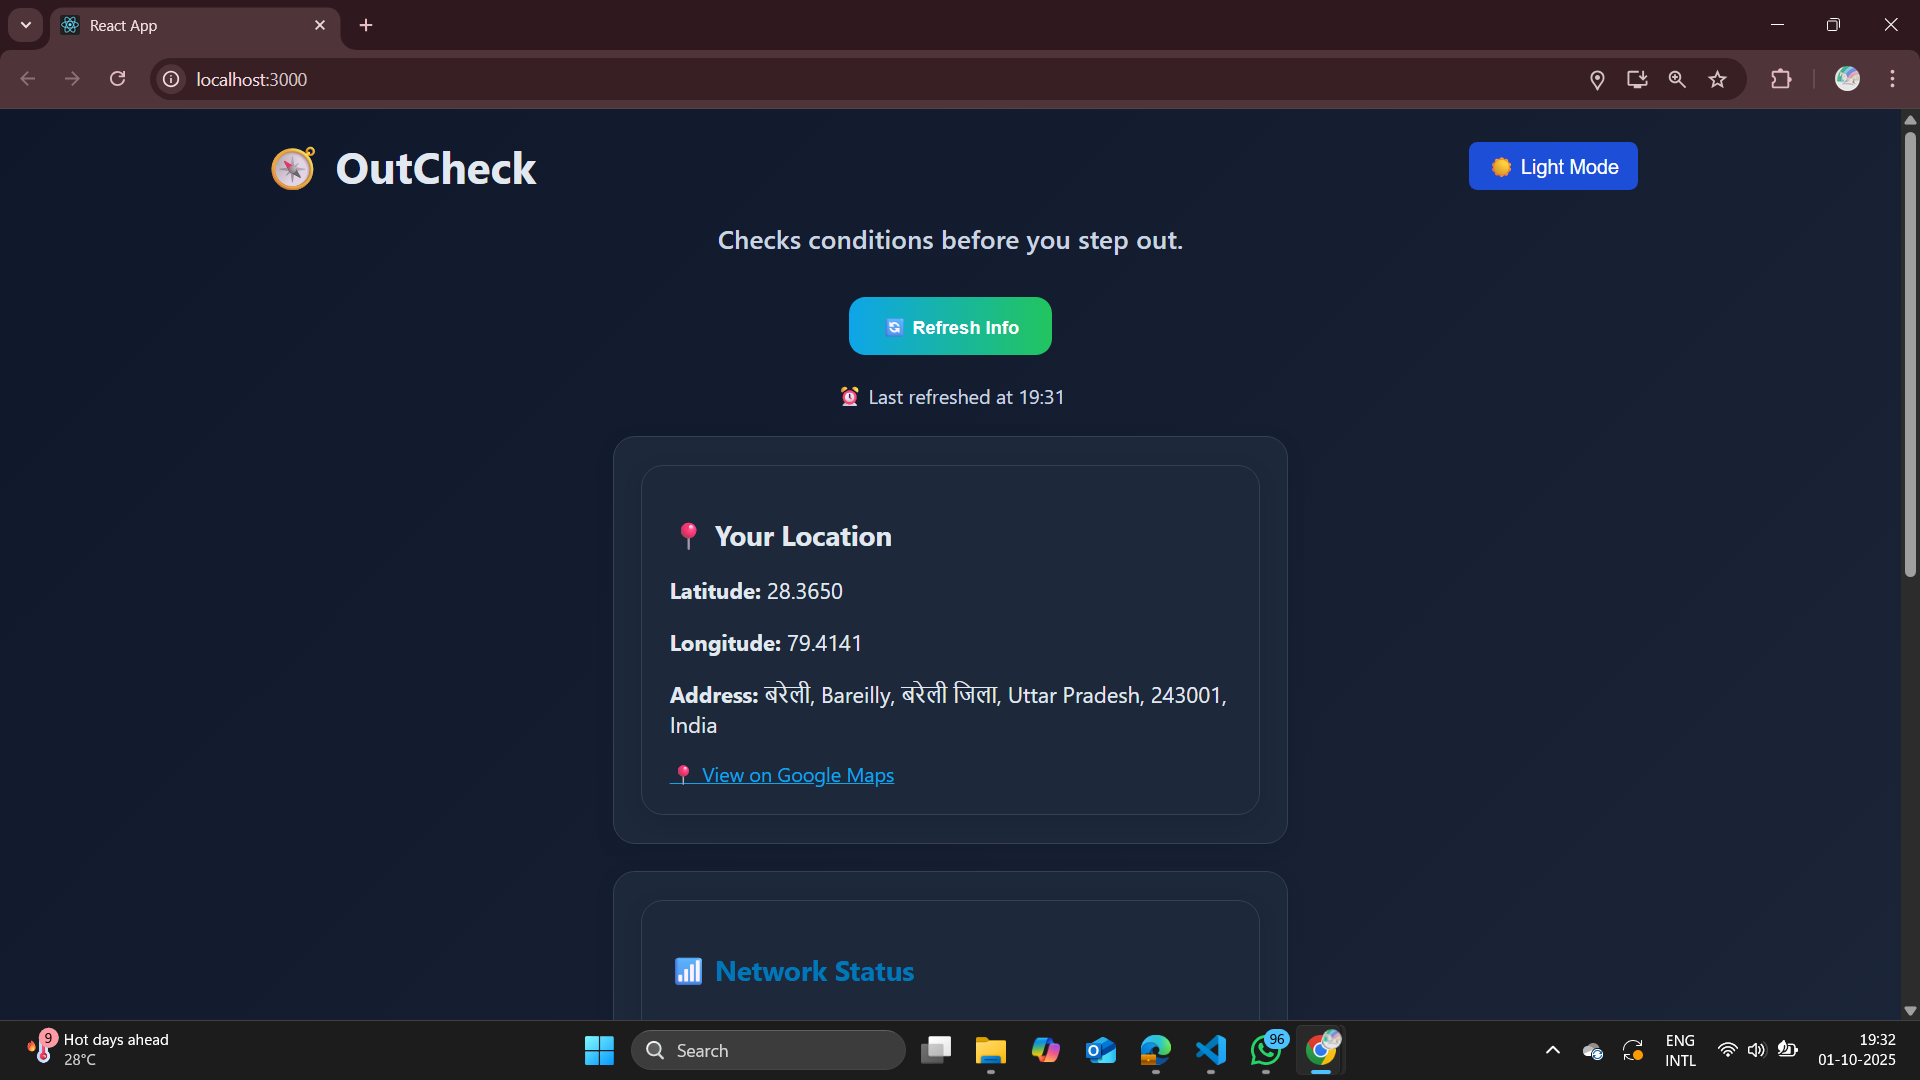 React App
localhost:3000
OutCheck
Light Mode
Checks conditions before you step out.
Refresh Info
Last refreshed at 19:31
Your Location
Latitude: 28.3650
Longitude: 79.4141
Address: बरेली, Bareilly, बरेली जिला, Uttar Pradesh, 243001,
India
View on Google Maps
Network Status
9
Hot days ahead
28°C
Search
96
ENG
INTL
19:32
01-10-2025